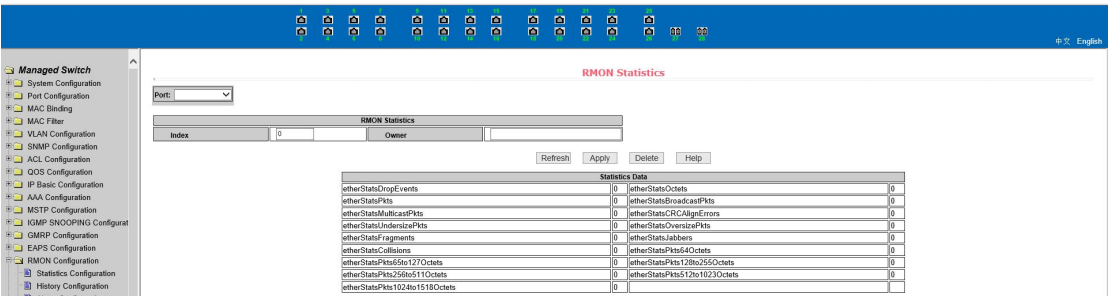 1 3 5 7 9 11 13 15 17 19 21 23 25
2 4 6 8 10 12 14 16 18 20 22 24 26 27 28
中文 English
Managed Switch
System Configuration
Port Configuration
MAC Binding
MAC Filter
VLAN Configuration
SNMP Configuration
ACL Configuration
QOS Configuration
IP Basic Configuration
AAA Configuration
MSTP Configuration
IGMP SNOOPING Configurat
GMRP Configuration
EAPS Configuration
RMON Configuration
Statistics Configuration
History Configuration
RMON Statistics
Port:
RMON Statistics
Index 0 Owner
Refresh Apply Delete Help
Statistics Data
etherStatsDropEvents 0 etherStatsOctets 0
etherStatsPkts 0 etherStatsBroadcastPkts 0
etherStatsMulticastPkts 0 etherStatsCRCAlignErrors 0
etherStatsUndersizePkts 0 etherStatsOversizePkts 0
etherStatsFragments 0 etherStatsJabbers 0
etherStatsCollisions 0 etherStatsPkts64Octets 0
etherStatsPkts65to127Octets 0 etherStatsPkts128to255Octets 0
etherStatsPkts256to511Octets 0 etherStatsPkts512to1023Octets 0
etherStatsPkts1024to1518Octets 0